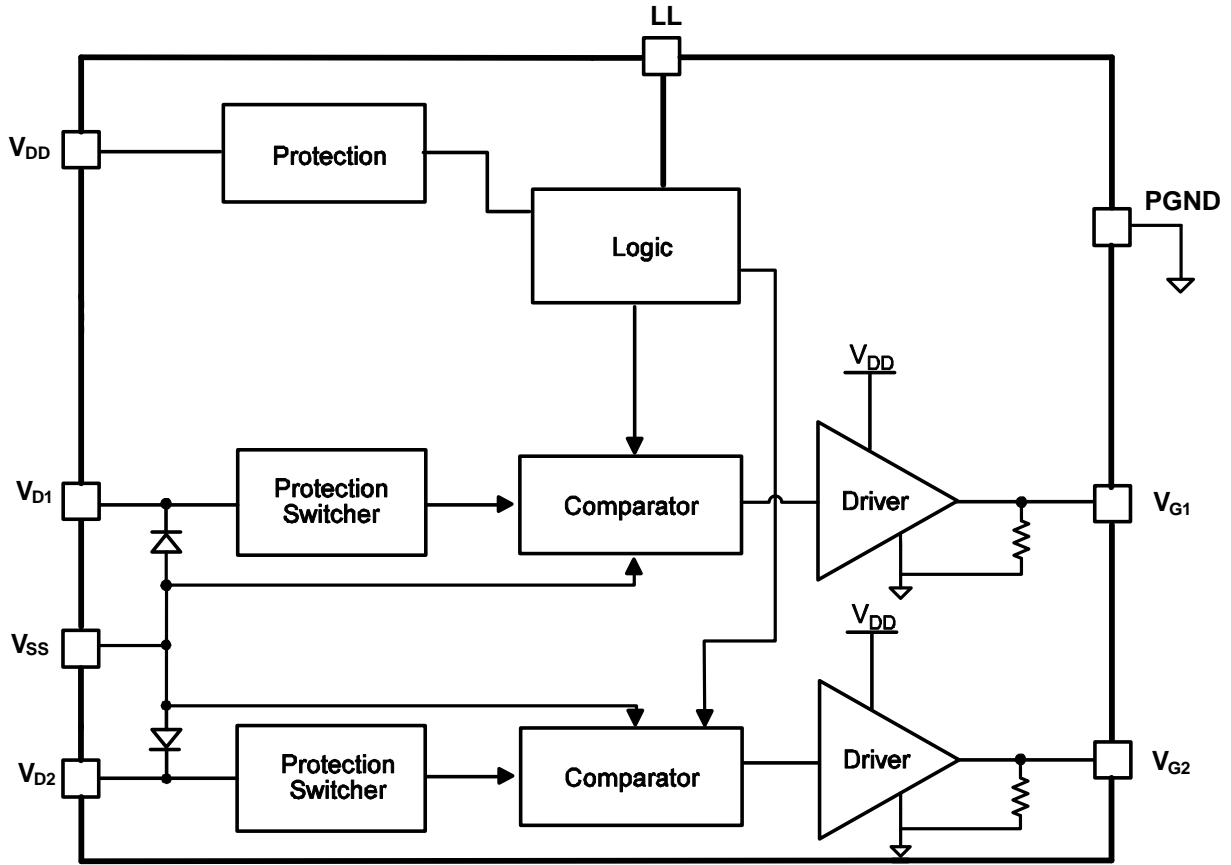 LL
VDD
Protection
PGND
Logic
VDD
VD1
Protection
Switcher
Comparator
Driver
VG1
VSS
VDD
VD2
Protection
Switcher
Comparator
Driver
VG2